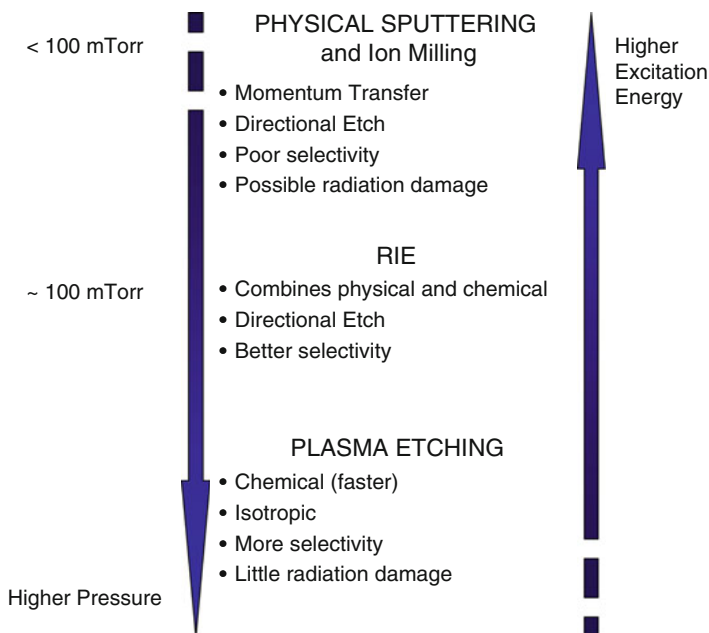 < 100 mTorr
PHYSICAL SPUTTERING
and Ion Milling
• Momentum Transfer
• Directional Etch
• Poor selectivity
• Possible radiation damage
Higher
Excitation
Energy
~ 100 mTorr
RIE
• Combines physical and chemical
• Directional Etch
• Better selectivity
PLASMA ETCHING
• Chemical (faster)
• Isotropic
• More selectivity
• Little radiation damage
Higher Pressure